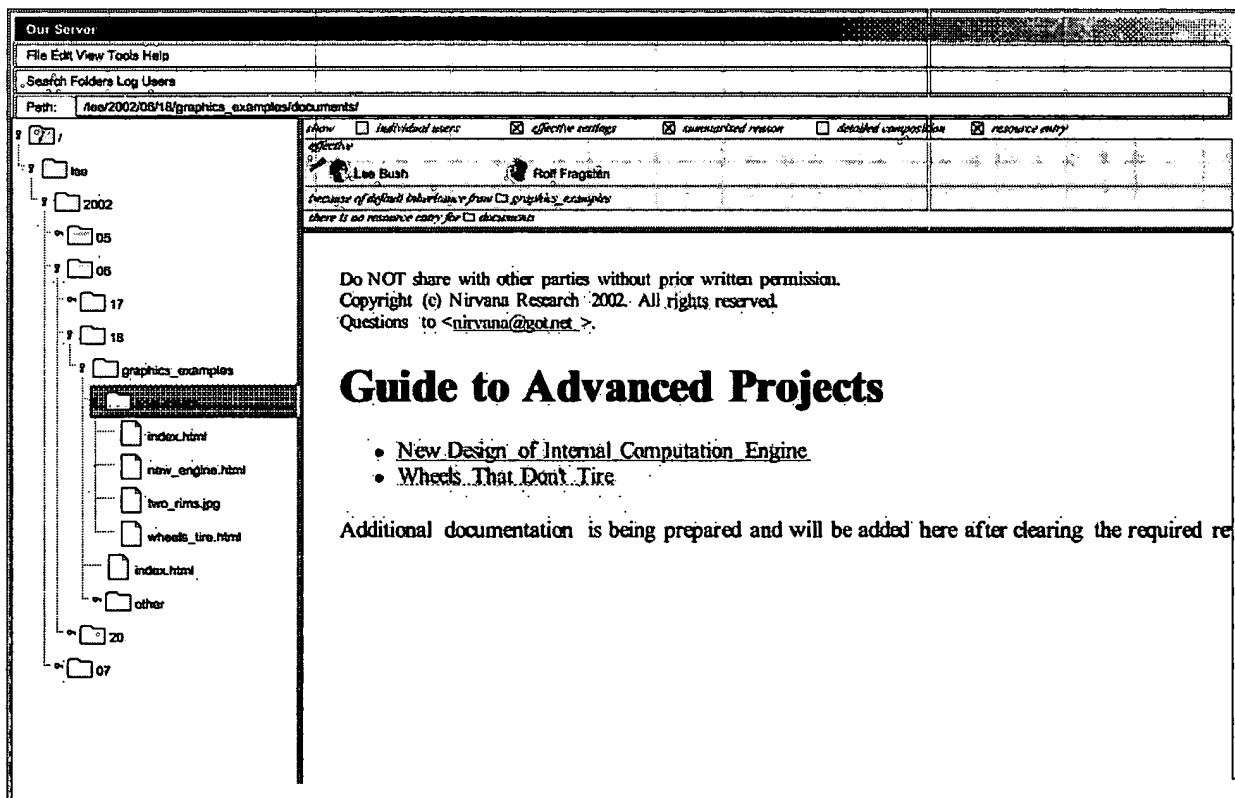 Our Server
File Edit View Tools Help
Search Folders Log Users
Path: /lee/2002/06/18/graphics_examples/documents/
/
lee
2002
05
06
17
18
graphics_examples
index.html
new_engine.html
two_rims.jpg
wheels_tire.html
index.html
other
20
07
show individual users effective settings summarized reason detailed composition resource entry
effective
Lee Bush Rolf Fragstén
because of default inheritance from graphics_examples
there is no resource entry for documents
Do NOT share with other parties without prior written permission.
Copyright (c) Nirvana Research 2002. All rights reserved.
Questions to <nirvana@got.net >.
Guide to Advanced Projects
• New Design of Internal Computation Engine
• Wheels That Don't Tire
Additional documentation is being prepared and will be added here after clearing the required re